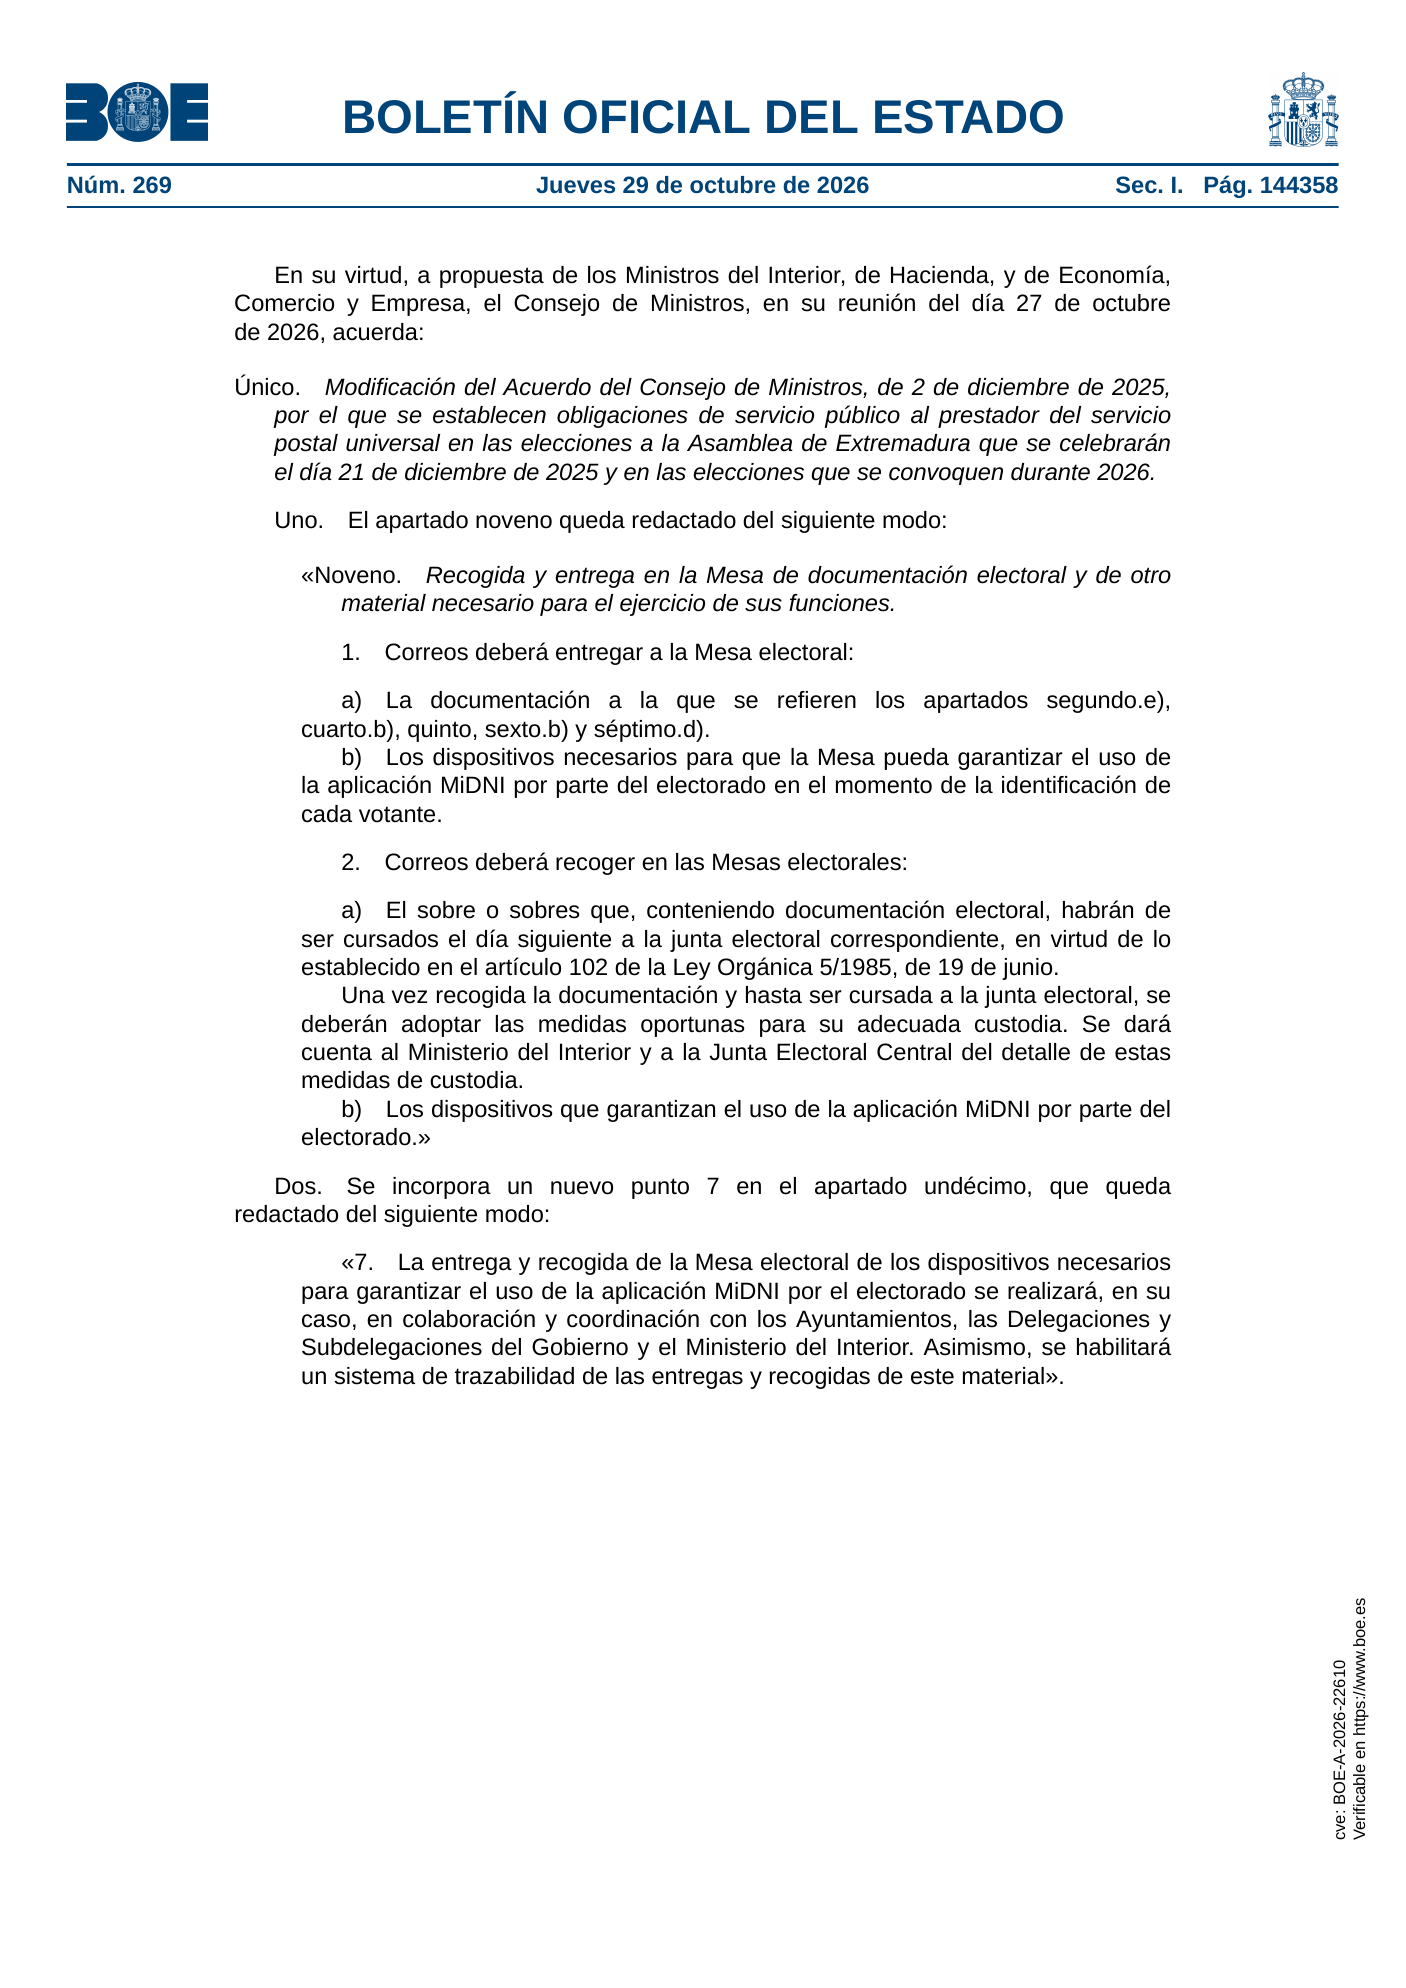 BOE
BOLETÍN OFICIAL DEL ESTADO
Núm. 269 Jueves 29 de octubre de 2026 Sec. I. Pág. 144358
En su virtud, a propuesta de los Ministros del Interior, de Hacienda, y de Economía,
Comercio y Empresa, el Consejo de Ministros, en su reunión del día 27 de octubre
de 2026, acuerda:
Único. Modificación del Acuerdo del Consejo de Ministros, de 2 de diciembre de 2025,
por el que se establecen obligaciones de servicio público al prestador del servicio
postal universal en las elecciones a la Asamblea de Extremadura que se celebrarán
el día 21 de diciembre de 2025 y en las elecciones que se convoquen durante 2026.
Uno. El apartado noveno queda redactado del siguiente modo:
«Noveno. Recogida y entrega en la Mesa de documentación electoral y de otro
material necesario para el ejercicio de sus funciones.
1. Correos deberá entregar a la Mesa electoral:
a) La documentación a la que se refieren los apartados segundo.e),
cuarto.b), quinto, sexto.b) y séptimo.d).
b) Los dispositivos necesarios para que la Mesa pueda garantizar el uso de
la aplicación MiDNI por parte del electorado en el momento de la identificación de
cada votante.
2. Correos deberá recoger en las Mesas electorales:
a) El sobre o sobres que, conteniendo documentación electoral, habrán de
ser cursados el día siguiente a la junta electoral correspondiente, en virtud de lo
establecido en el artículo 102 de la Ley Orgánica 5/1985, de 19 de junio.
Una vez recogida la documentación y hasta ser cursada a la junta electoral, se
deberán adoptar las medidas oportunas para su adecuada custodia. Se dará
cuenta al Ministerio del Interior y a la Junta Electoral Central del detalle de estas
medidas de custodia.
b) Los dispositivos que garantizan el uso de la aplicación MiDNI por parte del
electorado.»
Dos. Se incorpora un nuevo punto 7 en el apartado undécimo, que queda
redactado del siguiente modo:
«7. La entrega y recogida de la Mesa electoral de los dispositivos necesarios
para garantizar el uso de la aplicación MiDNI por el electorado se realizará, en su
caso, en colaboración y coordinación con los Ayuntamientos, las Delegaciones y
Subdelegaciones del Gobierno y el Ministerio del Interior. Asimismo, se habilitará
un sistema de trazabilidad de las entregas y recogidas de este material».
cve: BOE-A-2026-22610
Verificable en https://www.boe.es